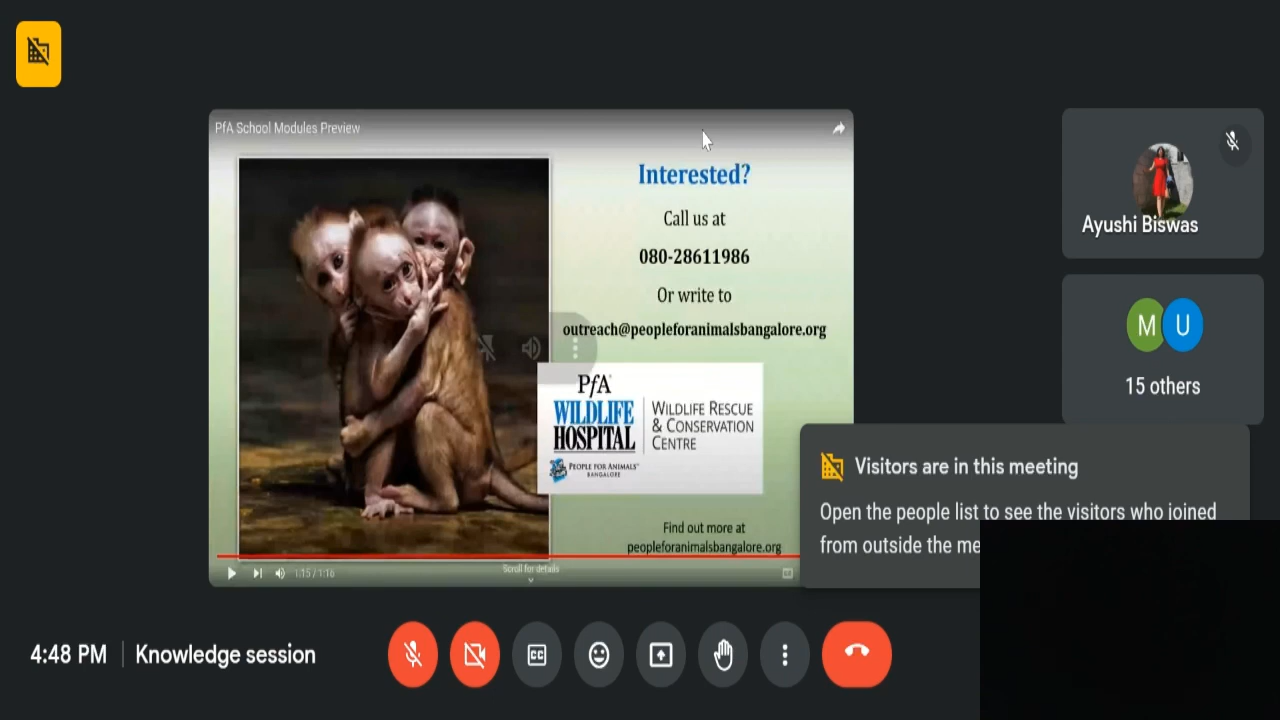 PfA School Modules Preview
Interested?
Call us at
080-28611986
Or write to
outreach@peopleforanimalsbangalore.org
PfA
WILDLIFE
HOSPITAL
WILDLIFE RESCUE
& CONSERVATION
CENTRE
PEOPLE FOR ANIMALS
BANGALORE
Find out more at
peopleforanimalsbangalore.org
1:15 / 1:16
Scroll for details
Ayushi Biswas
M U
15 others
Visitors are in this meeting
Open the people list to see the visitors who joined
from outside the me
4:48 PM | Knowledge session
CC